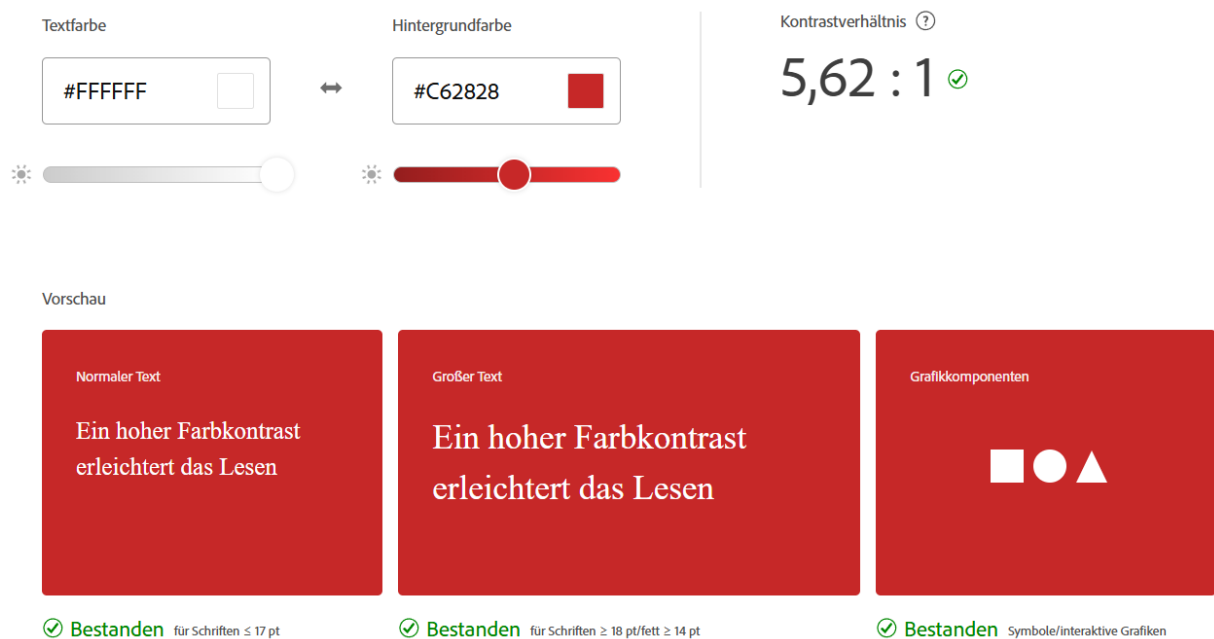 Textfarbe
Hintergrundfarbe
Kontrastverhältnis ?
#FFFFFF
#C62828
5,62 : 1
Vorschau
Normaler Text
Ein hoher Farbkontrast
erleichtert das Lesen
Großer Text
Ein hoher Farbkontrast
erleichtert das Lesen
Grafikkomponenten
Bestanden für Schriften ≤ 17 pt
Bestanden für Schriften ≥ 18 pt/fett ≥ 14 pt
Bestanden Symbole/interaktive Grafiken